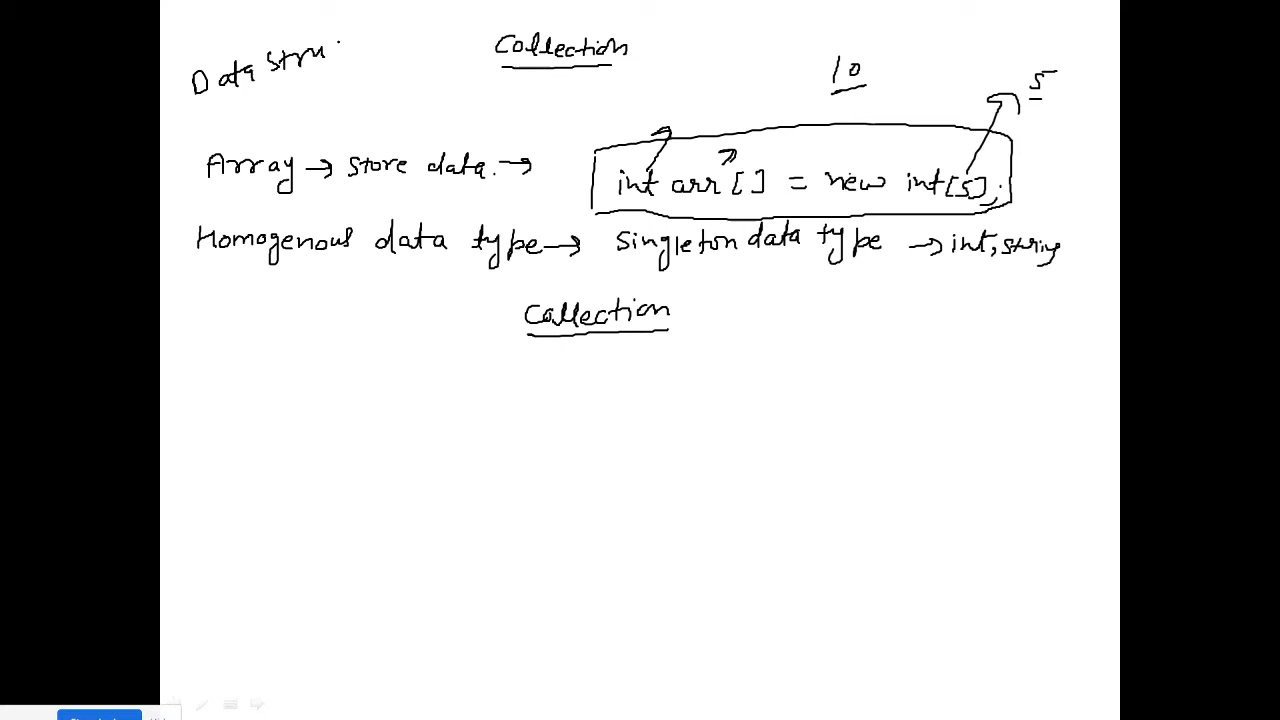 Collection
Data Stru
10
5
Array → Store data. →
int arr [] = new int[5];
Homogenous data type → Singleton data type → int, string
Collection